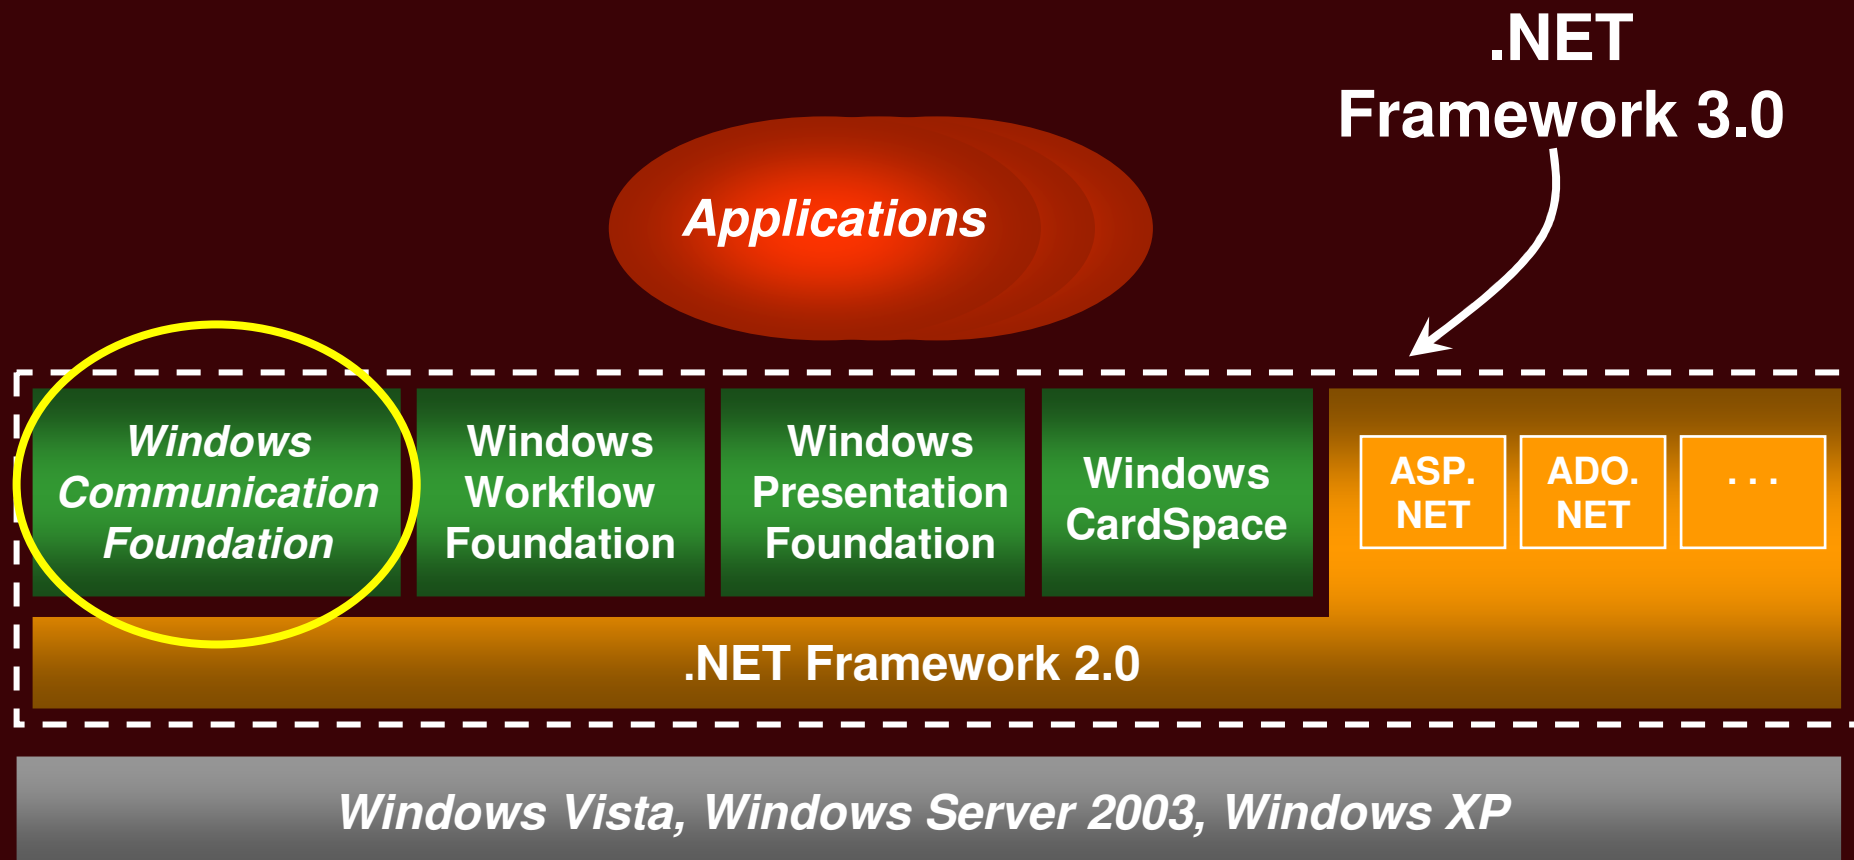 .NET
Framework 3.0
Applications
Windows
Communication
Foundation
Windows
Workflow
Foundation
Windows
Presentation
Foundation
Windows
CardSpace
ASP.
NET
ADO.
NET
. . .
.NET Framework 2.0
Windows Vista, Windows Server 2003, Windows XP